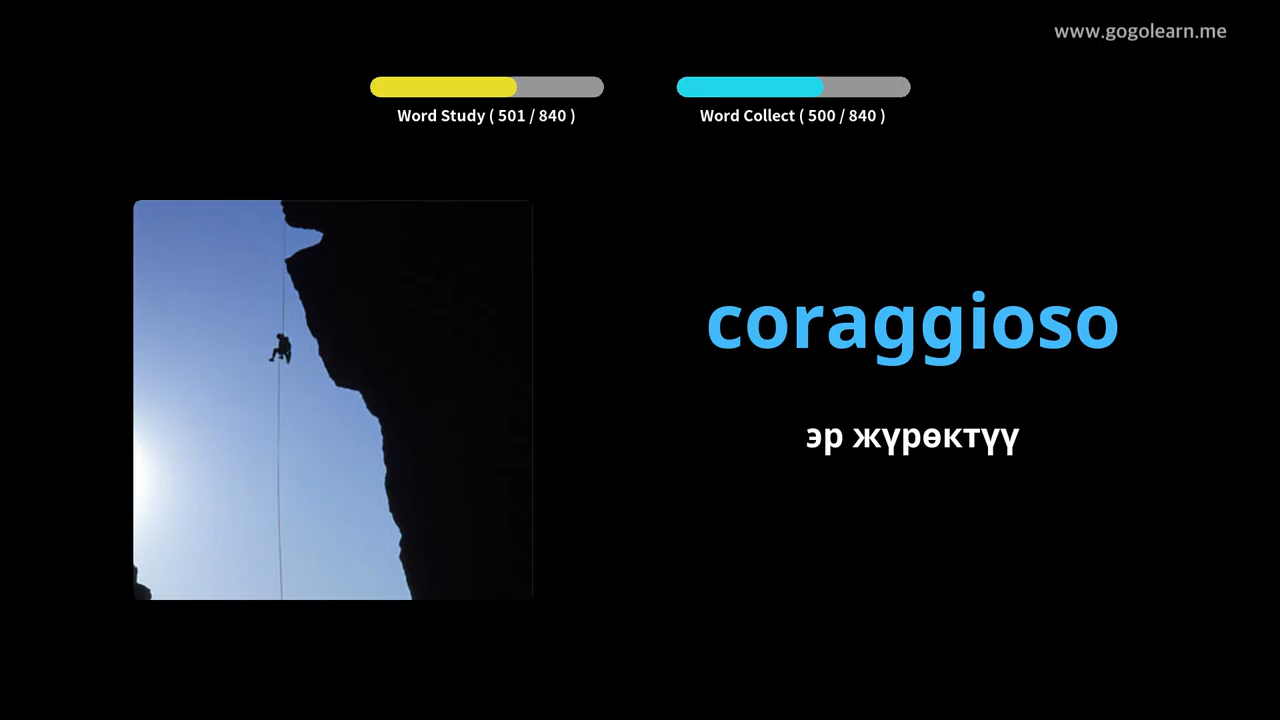 www.gogolearn.me
Word Study ( 501 / 840 )
Word Collect ( 500 / 840 )
coraggioso
эр жүрөктүү